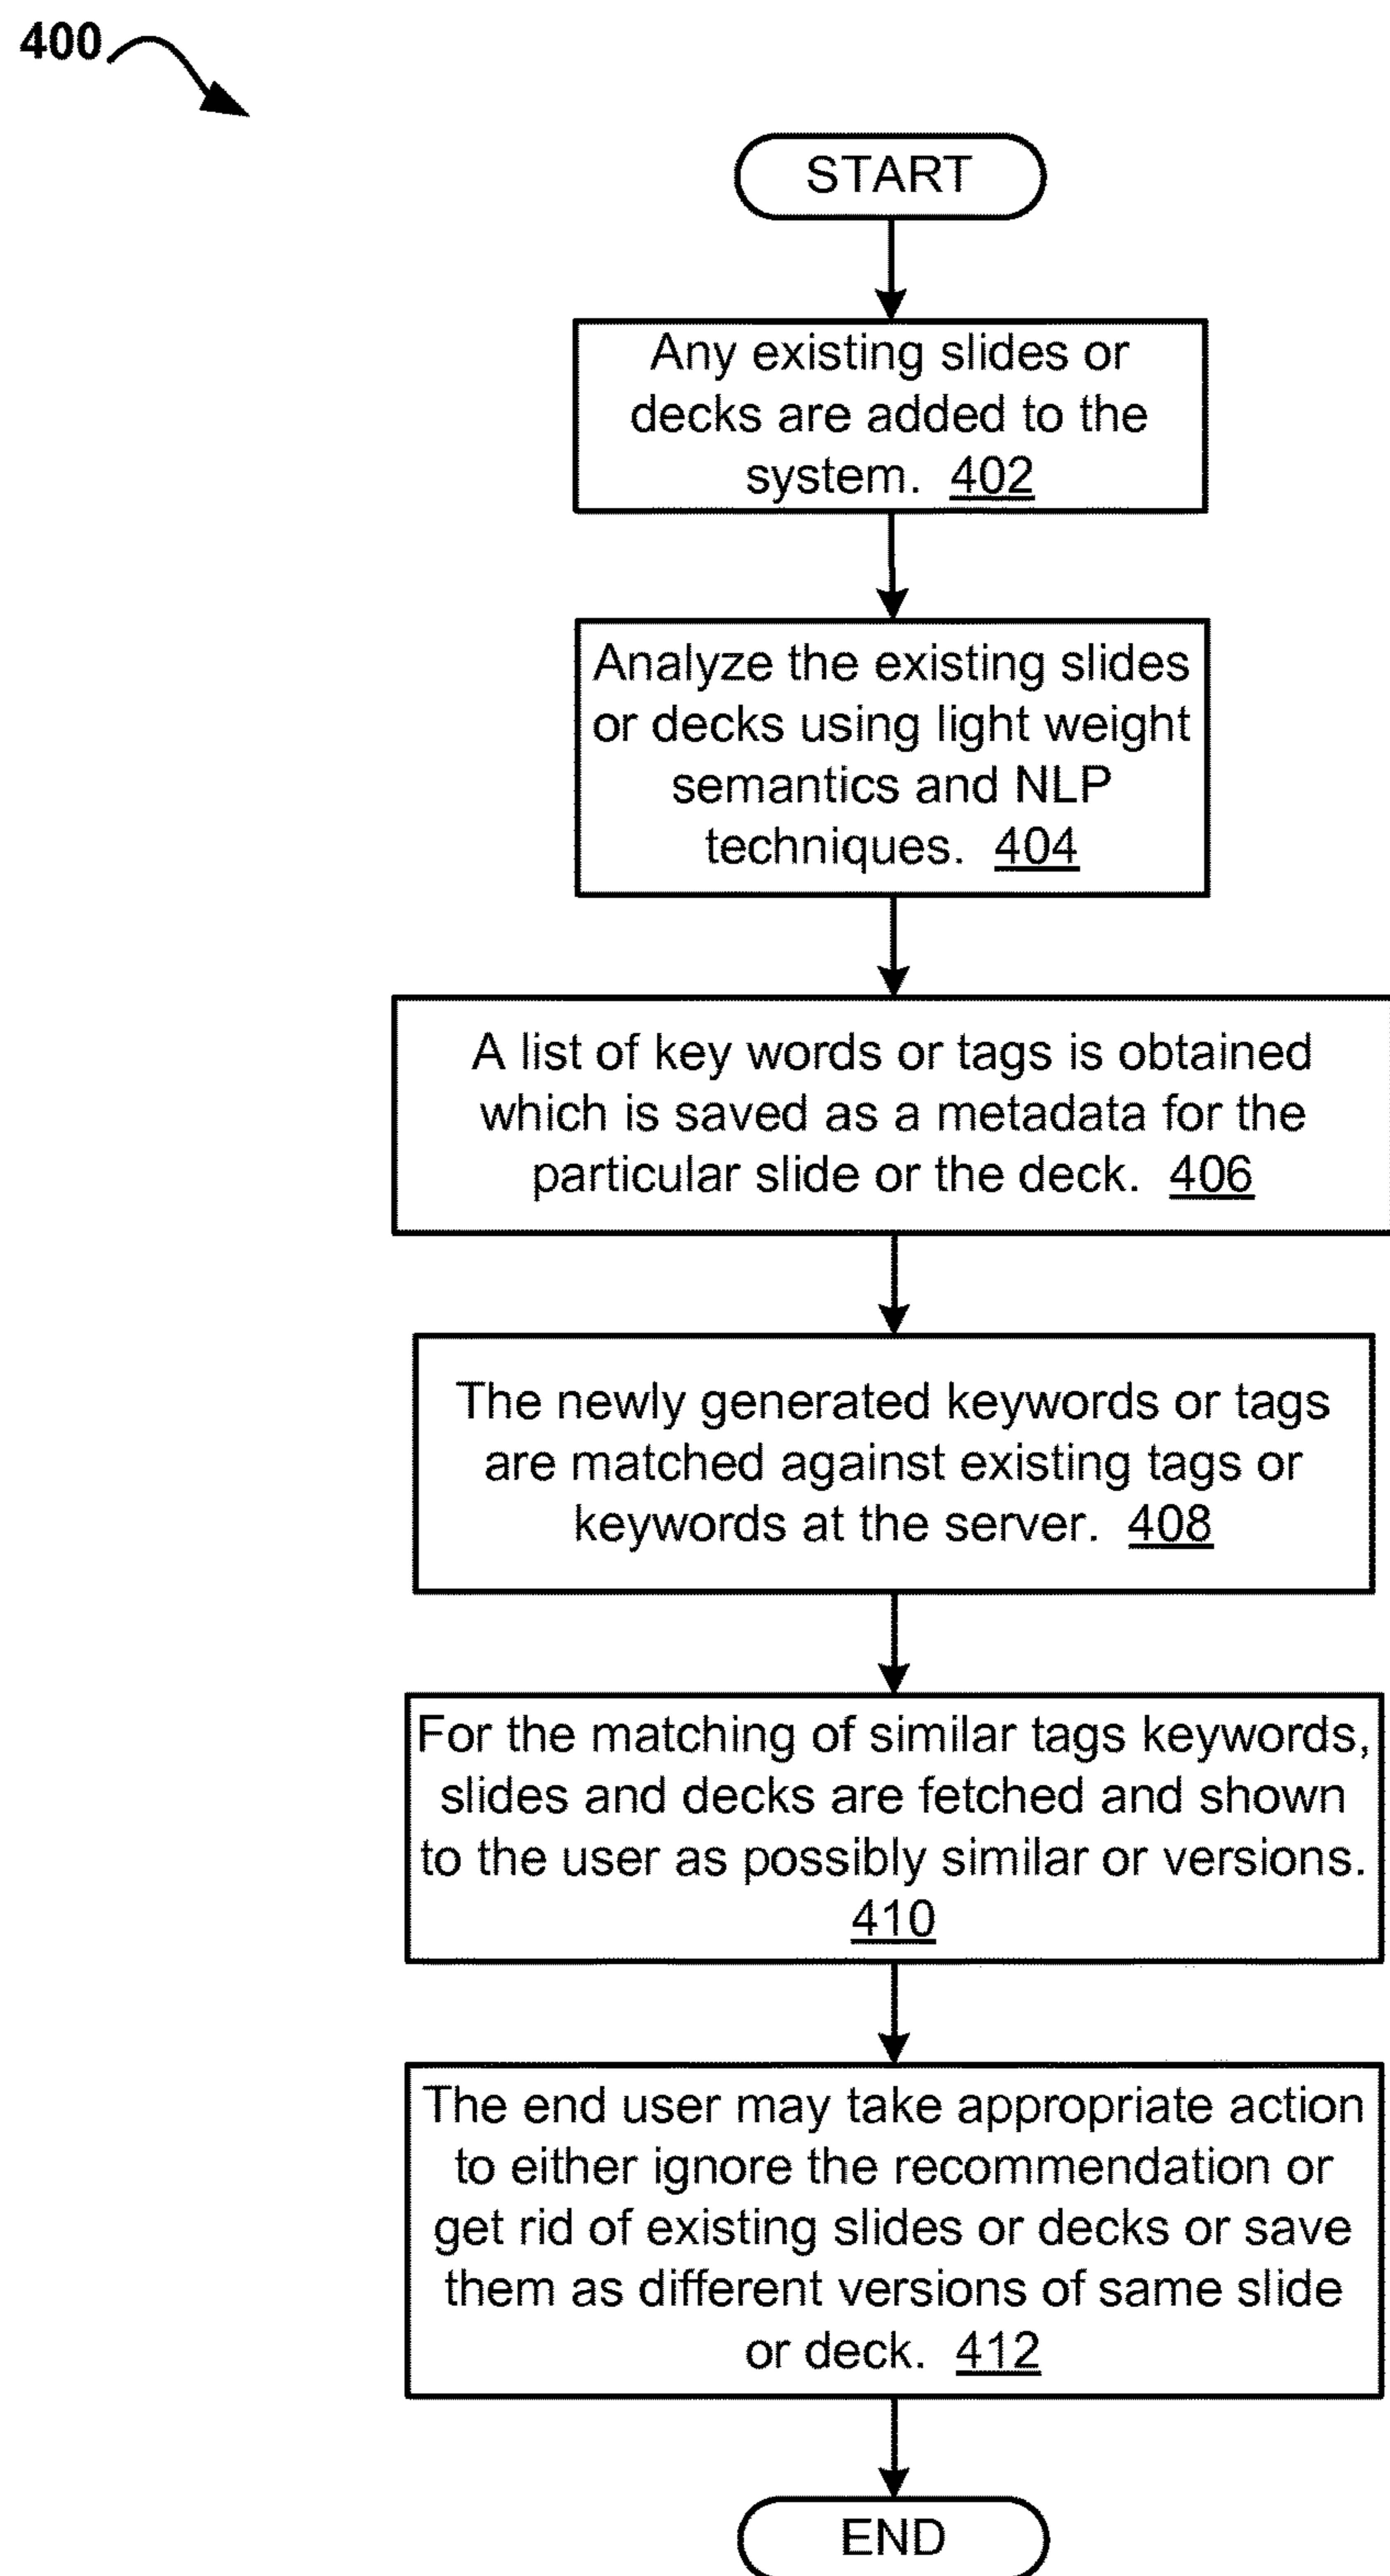 400
START
Any existing slides or
decks are added to the
system. 402
Analyze the existing slides
or decks using light weight
semantics and NLP
techniques. 404
A list of key words or tags is obtained
which is saved as a metadata for the
particular slide or the deck. 406
The newly generated keywords or tags
are matched against existing tags or
keywords at the server. 408
For the matching of similar tags keywords,
slides and decks are fetched and shown
to the user as possibly similar or versions.
410
The end user may take appropriate action
to either ignore the recommendation or
get rid of existing slides or decks or save
them as different versions of same slide
or deck. 412
END